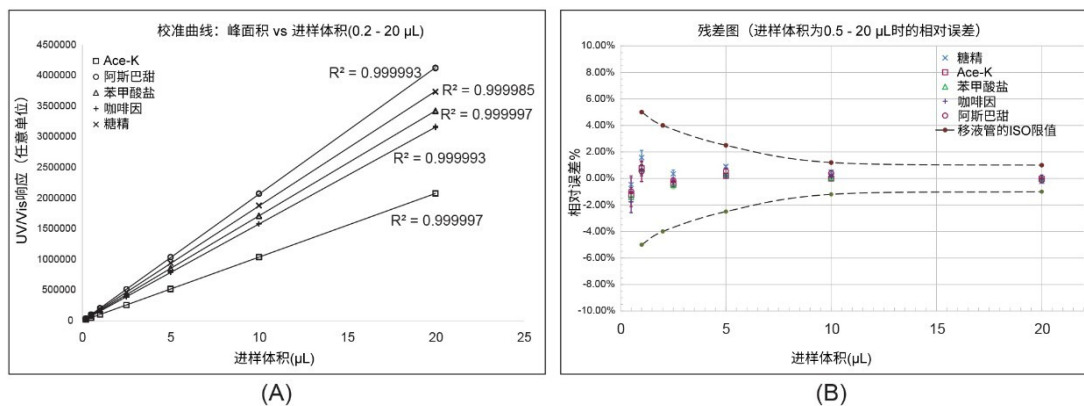 校准曲线：峰面积 vs 进样体积(0.2 - 20 µL)
4500000
4000000
3500000
3000000
2500000
2000000
1500000
1000000
500000
0
UV/Vis响应（任意单位）
Ace-K
阿斯巴甜
苯甲酸盐
咖啡因
糖精
R² = 0.999993
R² = 0.999985
R² = 0.999997
R² = 0.999993
R² = 0.999997
0 5 10 15 20 25
进样体积(µL)
(A)
残差图（进样体积为0.5 - 20 µL时的相对误差）
10.00%
8.00%
6.00%
4.00%
2.00%
0.00%
-2.00%
-4.00%
-6.00%
-8.00%
-10.00%
相对误差%
糖精
Ace-K
苯甲酸盐
咖啡因
阿斯巴甜
移液管的ISO限值
0 5 10 15 20
进样体积(µL)
(B)